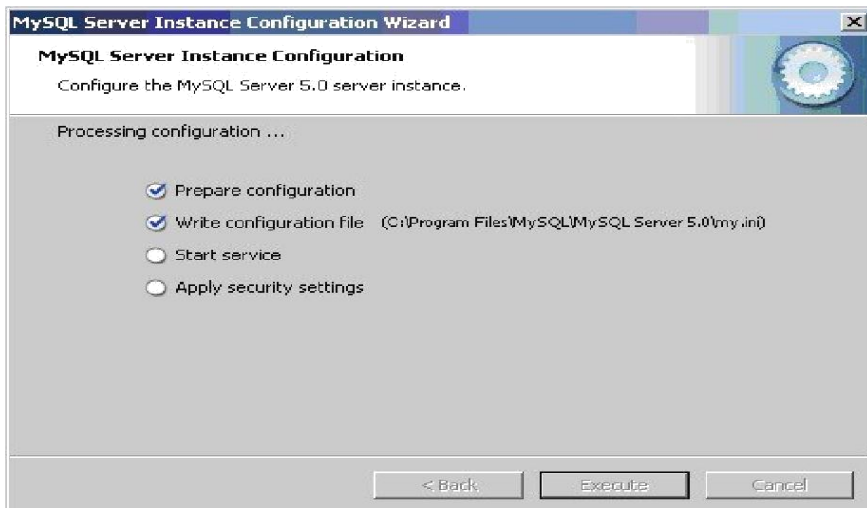 MySQL Server Instance Configuration Wizard
MySQL Server Instance Configuration
Configure the MySQL Server 5.0 server instance.
Processing configuration ...
Prepare configuration
Write configuration file (C:\Program Files\MySQL\MySQL Server 5.0\my.ini)
Start service
Apply security settings
< Back Execute Cancel